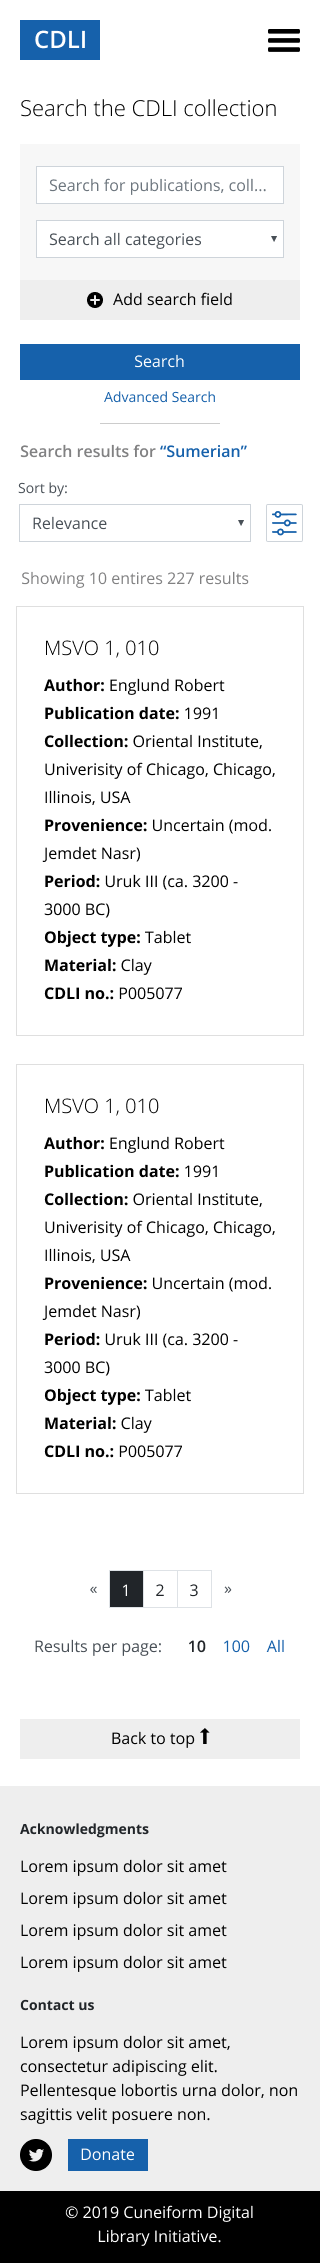 CDLI
Search the CDLI collection
Search for publications, coll...
Search all categories
Add search field
Search
Advanced Search
Search results for “Sumerian”
Sort by:
Relevance
Showing 10 entires 227 results
MSVO 1, 010
Author: Englund Robert
Publication date: 1991
Collection: Oriental Institute,
Univerisity of Chicago, Chicago,
Illinois, USA
Provenience: Uncertain (mod.
Jemdet Nasr)
Period: Uruk III (ca. 3200 -
3000 BC)
Object type: Tablet
Material: Clay
CDLI no.: P005077
MSVO 1, 010
Author: Englund Robert
Publication date: 1991
Collection: Oriental Institute,
Univerisity of Chicago, Chicago,
Illinois, USA
Provenience: Uncertain (mod.
Jemdet Nasr)
Period: Uruk III (ca. 3200 -
3000 BC)
Object type: Tablet
Material: Clay
CDLI no.: P005077
« 1 2 3 »
Results per page: 10 100 All
Back to top
Acknowledgments
Lorem ipsum dolor sit amet
Lorem ipsum dolor sit amet
Lorem ipsum dolor sit amet
Lorem ipsum dolor sit amet
Contact us
Lorem ipsum dolor sit amet,
consectetur adipiscing elit.
Pellentesque lobortis urna dolor, non
sagittis velit posuere non.
Donate
© 2019 Cuneiform Digital
Library Initiative.